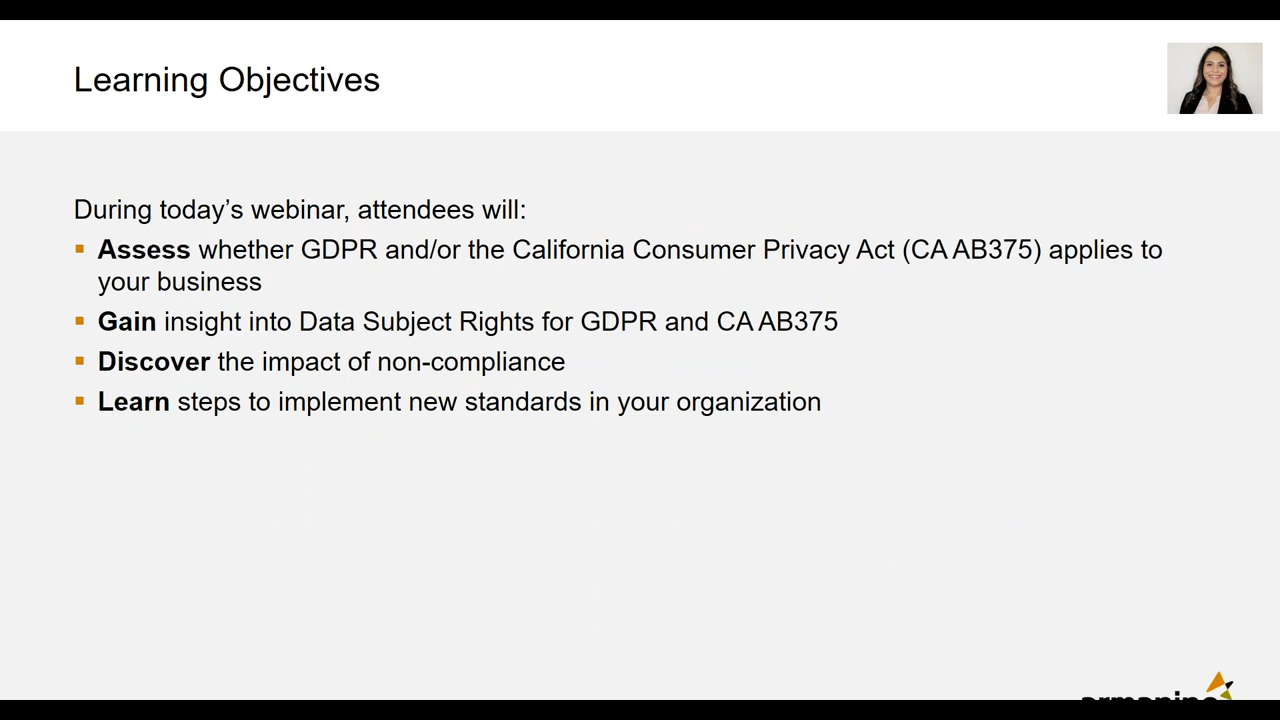 Learning Objectives
During today’s webinar, attendees will:
▪ Assess whether GDPR and/or the California Consumer Privacy Act (CA AB375) applies to
your business
▪ Gain insight into Data Subject Rights for GDPR and CA AB375
▪ Discover the impact of non-compliance
▪ Learn steps to implement new standards in your organization
armanino